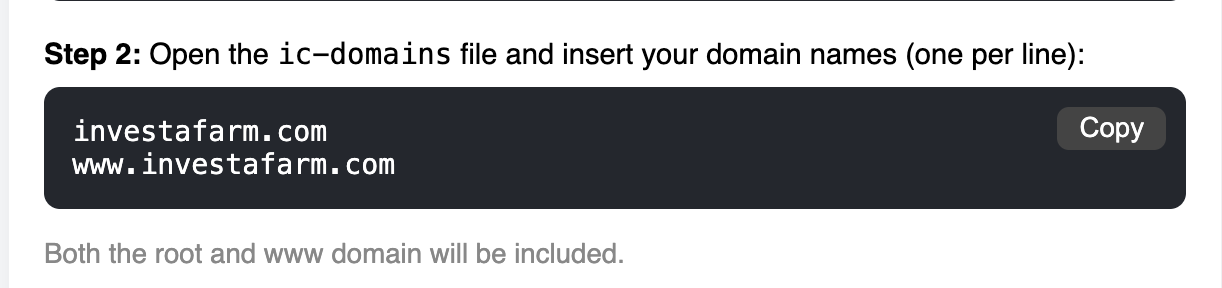 Step 2: Open the ic-domains file and insert your domain names (one per line):
investafarm.com
Copy
www.investafarm.com
Both the root and www domain will be included.